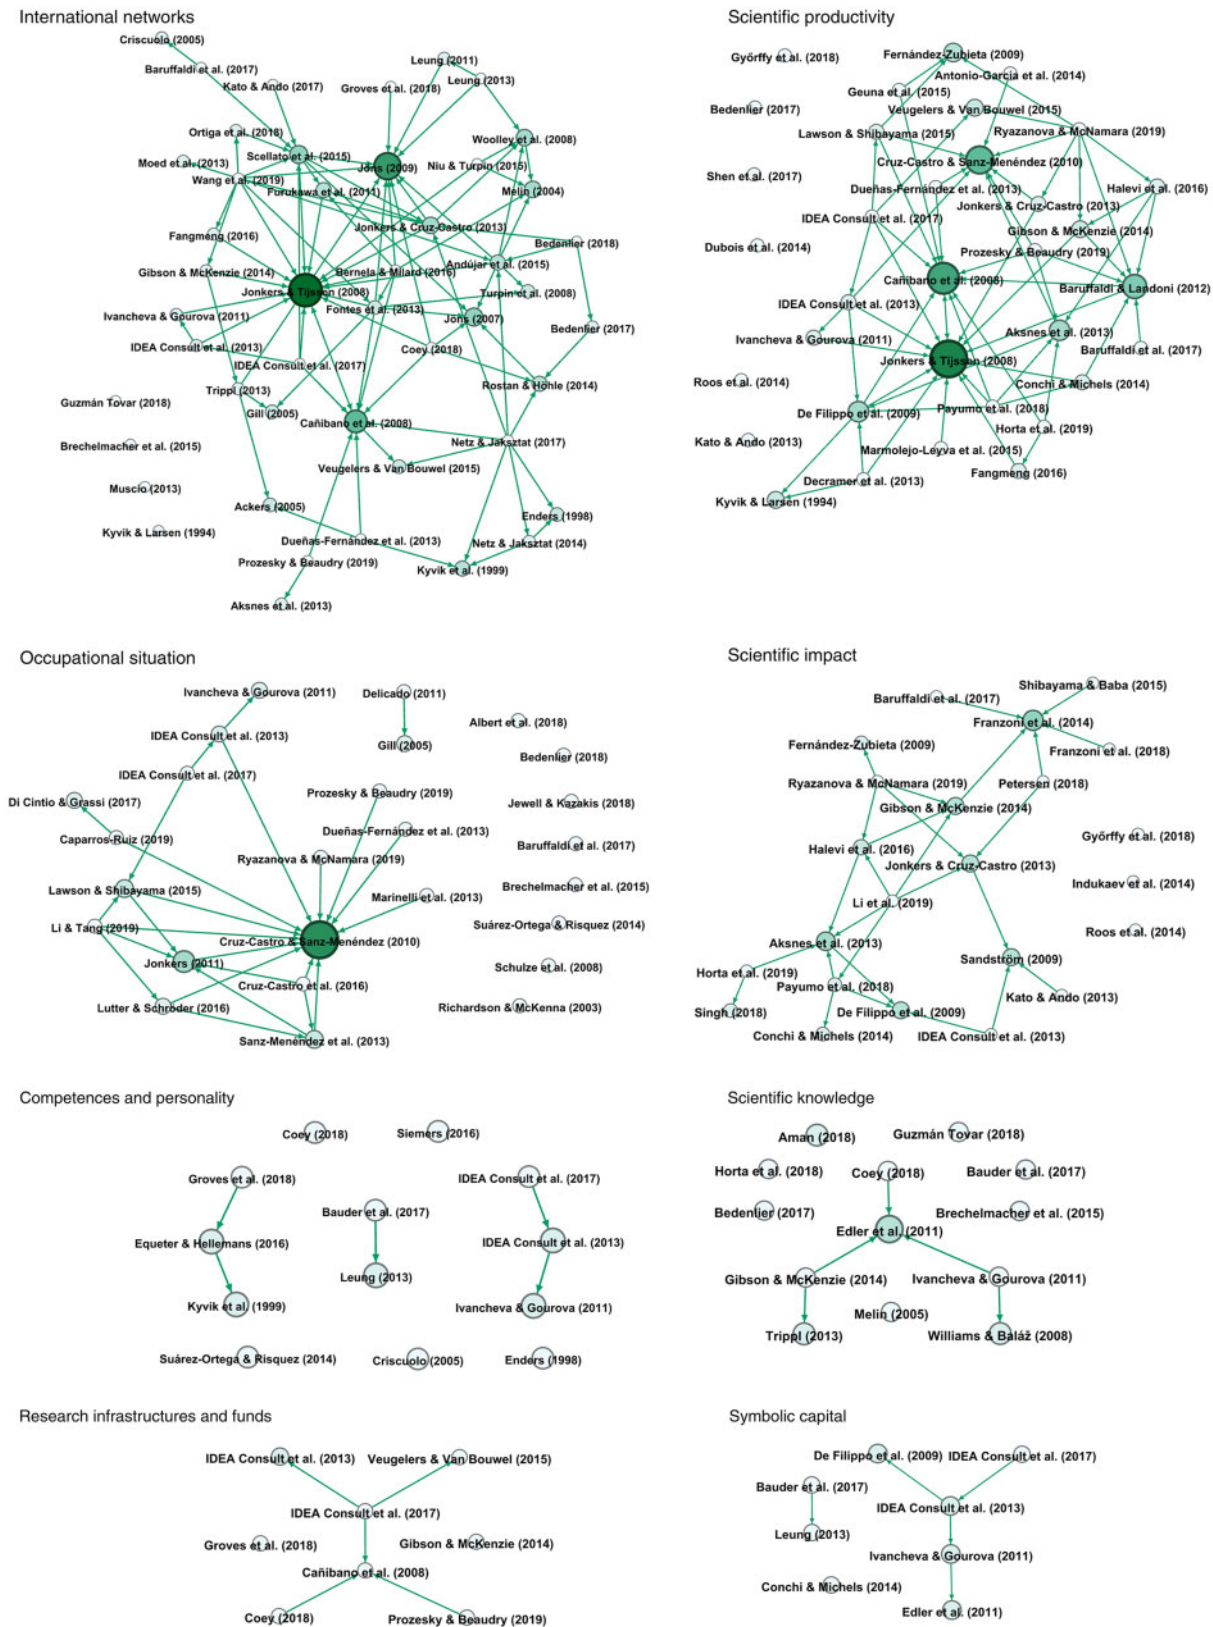 International networks
Criscuolo (2005)
Baruffaldi et al. (2017)
Kato & Ando (2017)
Leung (2011)
Leung (2013)
Groves et al. (2018)
Ortiga et al. (2018)
Woolley et al. (2008)
Scellato et al. (2015)
Moed et al. (2013)
Jöns (2009)
Niu & Turpin (2015)
Wang et al. (2019)
Furukawa et al. (2011)
Melin (2004)
Jonkers & Cruz-Castro (2013)
Fangmeng (2016)
Bedenlier (2018)
Andújar et al. (2015)
Gibson & McKenzie (2014)
Bernela & Milard (2016)
Jonkers & Tijssen (2008)
Turpin et al. (2008)
Fontes et al. (2013)
Ivancheva & Gourova (2011)
Jöns (2007)
Bedenlier (2017)
IDEA Consult et al. (2013)
Coey (2018)
IDEA Consult et al. (2017)
Rostan & Höhle (2014)
Trippl (2013)
Guzmán Tovar (2018)
Gill (2005)
Cañibano et al. (2008)
Brechelmacher et al. (2015)
Netz & Jaksztat (2017)
Veugelers & Van Bouwel (2015)
Muscio (2013)
Ackers (2005)
Enders (1998)
Kyvik & Larsen (1994)
Dueñas-Fernández et al. (2013)
Netz & Jaksztat (2014)
Prozesky & Beaudry (2019)
Kyvik et al. (1999)
Aksnes et al. (2013)
Scientific productivity
Fernández-Zubieta (2009)
Győrffy et al. (2018)
Antonio-García et al. (2014)
Geuna et al. (2015)
Bedenlier (2017)
Veugelers & Van Bouwel (2015)
Lawson & Shibayama (2015)
Ryazanova & McNamara (2019)
Cruz-Castro & Sanz-Menéndez (2010)
Shen et al. (2017)
Dueñas-Fernández et al. (2013)
Halevi et al. (2016)
Jonkers & Cruz-Castro (2013)
IDEA Consult et al. (2017)
Gibson & McKenzie (2014)
Dubois et al. (2014)
Prozesky & Beaudry (2019)
Cañibano et al. (2008)
Baruffaldi & Landoni (2012)
IDEA Consult et al. (2013)
Aksnes et al. (2013)
Ivancheva & Gourova (2011)
Baruffaldi et al. (2017)
Jonkers & Tijssen (2008)
Roos et al. (2014)
Conchi & Michels (2014)
De Filippo et al. (2009)
Payumo et al. (2018)
Horta et al. (2019)
Kato & Ando (2013)
Marmolejo-Leyva et al. (2015)
Fangmeng (2016)
Decramer et al. (2013)
Kyvik & Larsen (1994)
Occupational situation
Ivancheva & Gourova (2011)
Delicado (2011)
Albert et al. (2018)
IDEA Consult et al. (2013)
Gill (2005)
Bedenlier (2018)
IDEA Consult et al. (2017)
Prozesky & Beaudry (2019)
Di Cintio & Grassi (2017)
Jewell & Kazakis (2018)
Dueñas-Fernández et al. (2013)
Caparros-Ruiz (2019)
Baruffaldi et al. (2017)
Ryazanova & McNamara (2019)
Lawson & Shibayama (2015)
Brechelmacher et al. (2015)
Marinelli et al. (2013)
Li & Tang (2019)
Suárez-Ortega & Risquez (2014)
Cruz-Castro & Sanz-Menéndez (2010)
Jonkers (2011)
Schulze et al. (2008)
Cruz-Castro et al. (2016)
Lutter & Schröder (2016)
Richardson & McKenna (2003)
Sanz-Menéndez et al. (2013)
Scientific impact
Shibayama & Baba (2015)
Baruffaldi et al. (2017)
Franzoni et al. (2014)
Fernández-Zubieta (2009)
Franzoni et al. (2018)
Ryazanova & McNamara (2019)
Petersen (2018)
Gibson & McKenzie (2014)
Győrffy et al. (2018)
Halevi et al. (2016)
Jonkers & Cruz-Castro (2013)
Indukaev et al. (2014)
Li et al. (2019)
Roos et al. (2014)
Aksnes et al. (2013)
Sandström (2009)
Horta et al. (2019)
Payumo et al. (2018)
Kato & Ando (2013)
Singh (2018)
De Filippo et al. (2009)
Conchi & Michels (2014)
IDEA Consult et al. (2013)
Competences and personality
Coey (2018)
Siemers (2016)
Groves et al. (2018)
IDEA Consult et al. (2017)
Bauder et al. (2017)
Equeter & Hellemans (2016)
IDEA Consult et al. (2013)
Leung (2013)
Kyvik et al. (1999)
Ivancheva & Gourova (2011)
Suárez-Ortega & Risquez (2014)
Criscuolo (2005)
Enders (1998)
Scientific knowledge
Aman (2018)
Guzmán Tovar (2018)
Horta et al. (2018)
Coey (2018)
Bauder et al. (2017)
Bedenlier (2017)
Brechelmacher et al. (2015)
Edler et al. (2011)
Gibson & McKenzie (2014)
Ivancheva & Gourova (2011)
Melin (2005)
Trippl (2013)
Williams & Baláž (2008)
Research infrastructures and funds
IDEA Consult et al. (2013)
Veugelers & Van Bouwel (2015)
IDEA Consult et al. (2017)
Groves et al. (2018)
Gibson & McKenzie (2014)
Cañibano et al. (2008)
Coey (2018)
Prozesky & Beaudry (2019)
Symbolic capital
De Filippo et al. (2009)
IDEA Consult et al. (2017)
Bauder et al. (2017)
IDEA Consult et al. (2013)
Leung (2013)
Ivancheva & Gourova (2011)
Conchi & Michels (2014)
Edler et al. (2011)